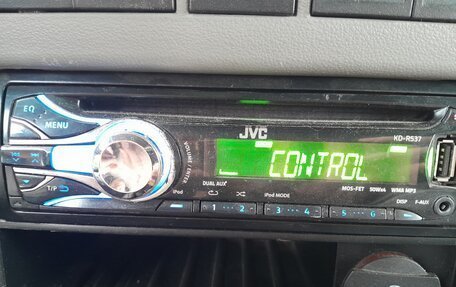 EQ
MENU
JVC
KD-R537
VOLUME / ENTER
CONTROL
T/P
iPod
DUAL AUX
iPod MODE
MOS-FET 50Wx4 WMA MP3
1 2 3 4 5 6
DISP F-AUX